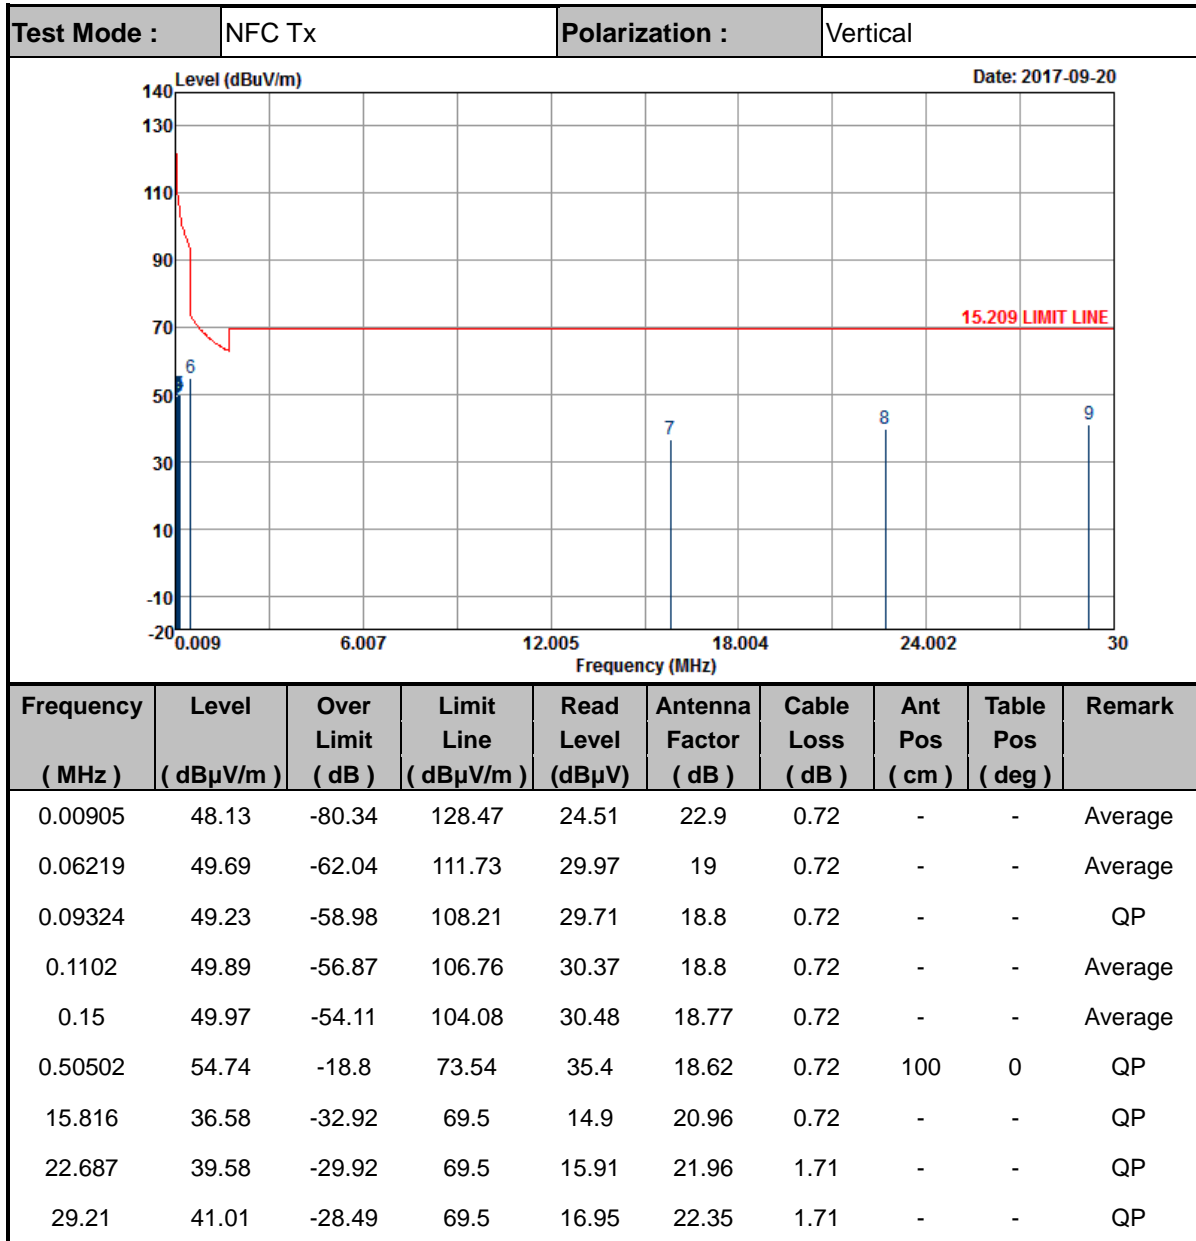 Test Mode : NFC Tx Polarization : Vertical
Level (dBuV/m) Date: 2017-09-20
140
130
110
90
70
50
30
10
-10
-20
15.209 LIMIT LINE
6
7
8
9
0.009 6.007 12.005 18.004 24.002 30
Frequency (MHz)
Frequency Level Over Limit Read Antenna Cable Ant Table Remark
Limit Line Level Factor Loss Pos Pos
( MHz ) ( dBµV/m ) ( dB ) ( dBµV/m ) (dBµV) ( dB ) ( dB ) ( cm ) ( deg )
0.00905 48.13 -80.34 128.47 24.51 22.9 0.72 - - Average
0.06219 49.69 -62.04 111.73 29.97 19 0.72 - - Average
0.09324 49.23 -58.98 108.21 29.71 18.8 0.72 - - QP
0.1102 49.89 -56.87 106.76 30.37 18.8 0.72 - - Average
0.15 49.97 -54.11 104.08 30.48 18.77 0.72 - - Average
0.50502 54.74 -18.8 73.54 35.4 18.62 0.72 100 0 QP
15.816 36.58 -32.92 69.5 14.9 20.96 0.72 - - QP
22.687 39.58 -29.92 69.5 15.91 21.96 1.71 - - QP
29.21 41.01 -28.49 69.5 16.95 22.35 1.71 - - QP